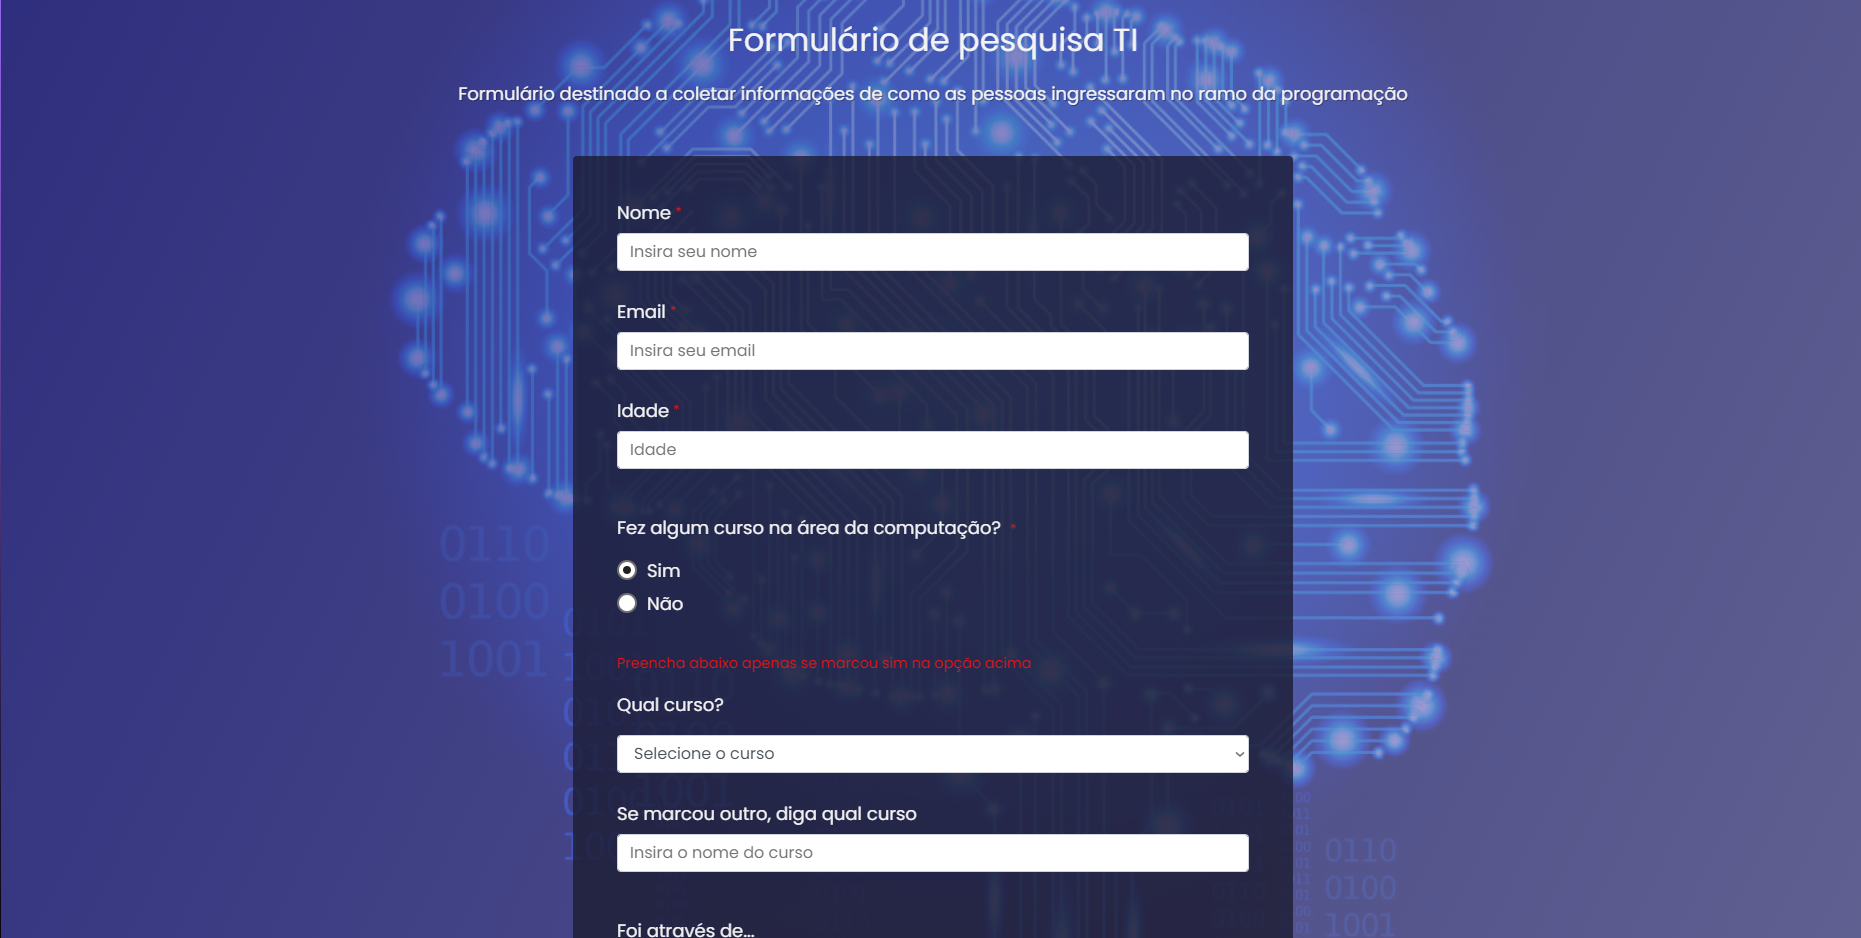 Formulário de pesquisa TI
Formulário destinado a coletar informações de como as pessoas ingressaram no ramo da programação
Nome *
Insira seu nome
Email *
Insira seu email
Idade *
Idade
Fez algum curso na área da computação? *
Sim
Não
Preencha abaixo apenas se marcou sim na opção acima
Qual curso?
Selecione o curso
Se marcou outro, diga qual curso
Insira o nome do curso
Foi através de...
0110
0100
1001
0110
0100
1001